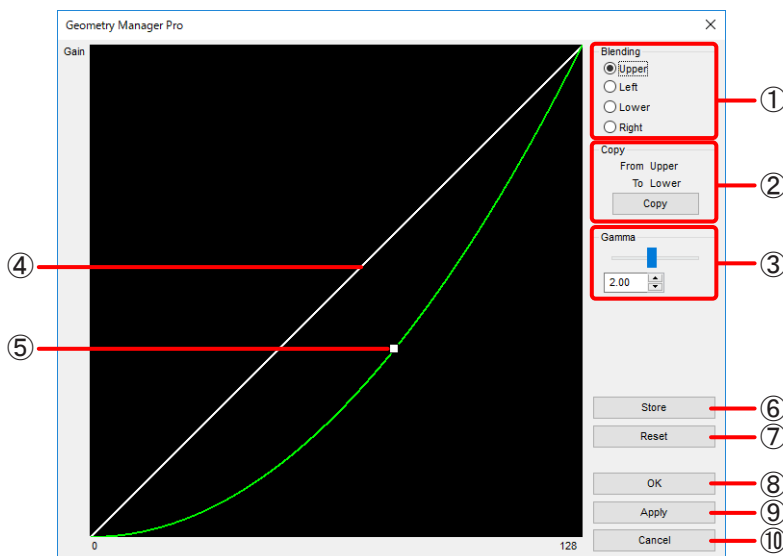 Geometry Manager Pro
Gain
Blending
Upper
Left
Lower
Right
①
Copy
From Upper
To Lower
Copy
②
Gamma
2.00
③
④
⑤
Store
⑥
Reset
⑦
OK
⑧
Apply
⑨
Cancel
⑩
0
128